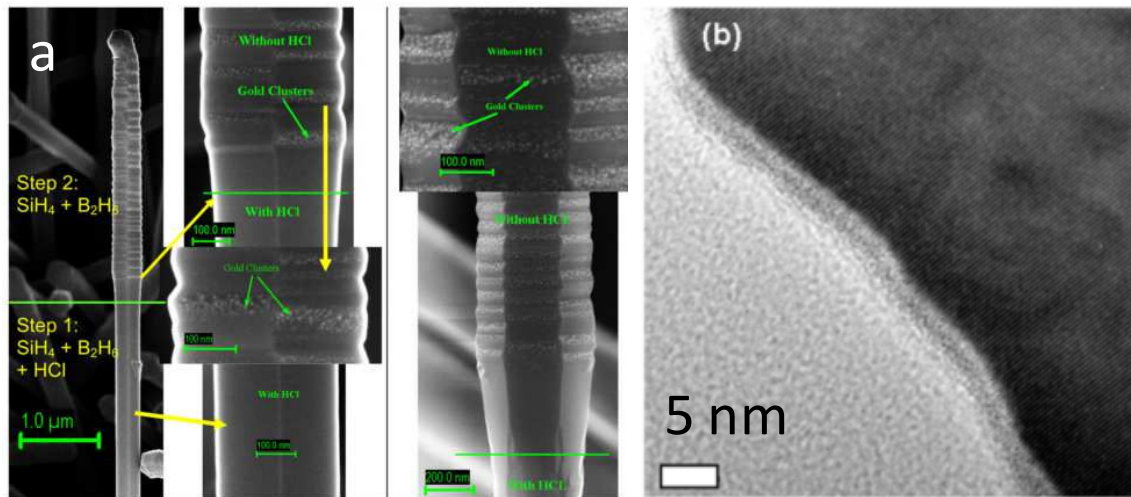 a
Step 2:
SiH₄ + B₂H₆
Step 1:
SiH₄ + B₂H₆
+ HCl
1.0 µm
Without HCl
Gold Clusters
With HCl
100.0 nm
Gold Clusters
100 nm
With HCl
100.0 nm
Without HCl
Gold Clusters
100.0 nm
Without HCL
200.0 nm
With HCL
(b)
5 nm